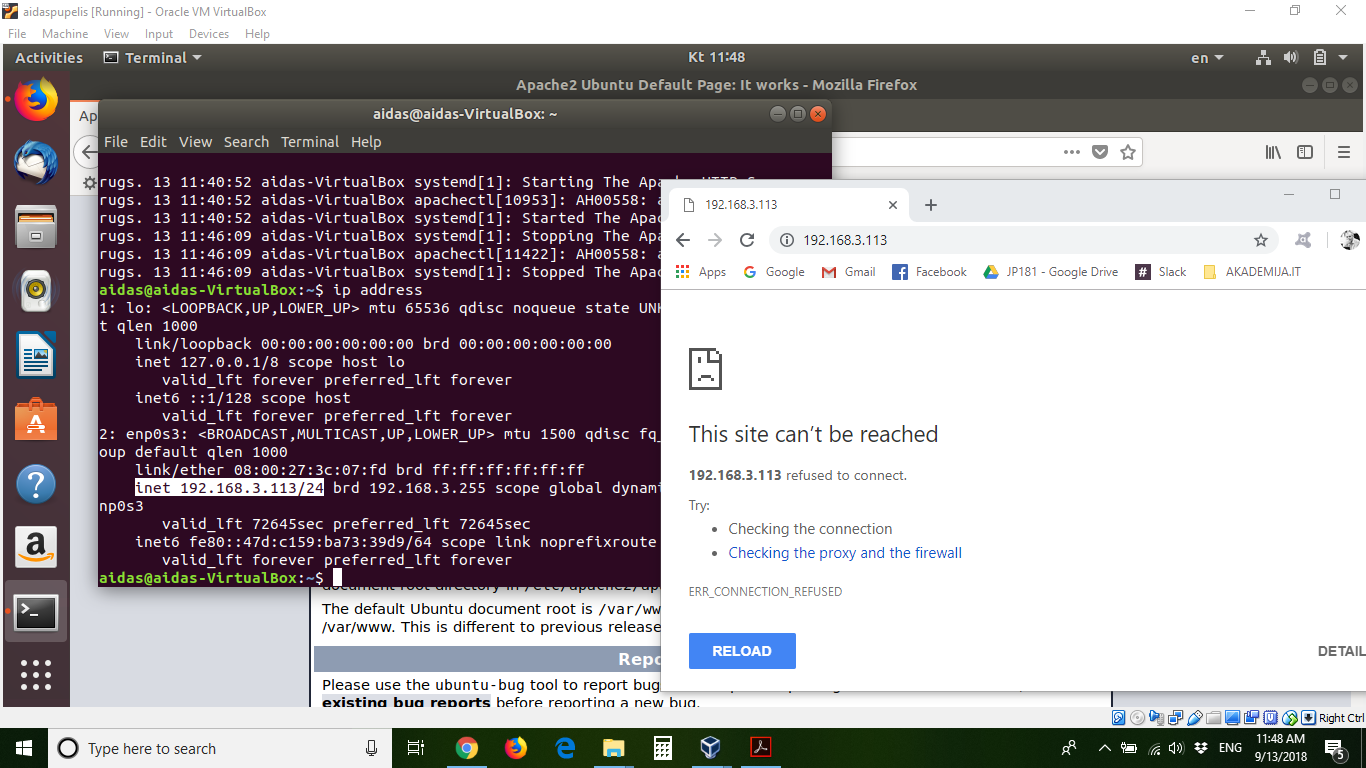 aidaspupelis [Running] - Oracle VM VirtualBox
File Machine View Input Devices Help
Activities Terminal Kt 11:48 en
Apache2 Ubuntu Default Page: It works - Mozilla Firefox
Ap
aidas@aidas-VirtualBox: ~
File Edit View Search Terminal Help
rugs. 13 11:40:52 aidas-VirtualBox systemd[1]: Starting The Apa
rugs. 13 11:40:52 aidas-VirtualBox apachectl[10953]: AH00558: a
rugs. 13 11:40:52 aidas-VirtualBox systemd[1]: Started The Apac
rugs. 13 11:46:09 aidas-VirtualBox systemd[1]: Stopping The Apa
rugs. 13 11:46:09 aidas-VirtualBox apachectl[11422]: AH00558: a
rugs. 13 11:46:09 aidas-VirtualBox systemd[1]: Stopped The Apac
aidas@aidas-VirtualBox:~$ ip address
1: lo: <LOOPBACK,UP,LOWER_UP> mtu 65536 qdisc noqueue state UNK
t qlen 1000
link/loopback 00:00:00:00:00:00 brd 00:00:00:00:00:00
inet 127.0.0.1/8 scope host lo
valid_lft forever preferred_lft forever
inet6 ::1/128 scope host
valid_lft forever preferred_lft forever
2: enp0s3: <BROADCAST,MULTICAST,UP,LOWER_UP> mtu 1500 qdisc fq_
oup default qlen 1000
link/ether 08:00:27:3c:07:fd brd ff:ff:ff:ff:ff:ff
inet 192.168.3.113/24 brd 192.168.3.255 scope global dynami
np0s3
valid_lft 72645sec preferred_lft 72645sec
inet6 fe80::47d:c159:ba73:39d9/64 scope link noprefixroute
valid_lft forever preferred_lft forever
aidas@aidas-VirtualBox:~$
The default Ubuntu document root is /var/ww
/var/www. This is different to previous release
Repo
Please use the ubuntu-bug tool to report bug
existing bug reports before reporting a new bug.
192.168.3.113
192.168.3.113
Apps Google Gmail Facebook JP181 - Google Drive Slack AKADEMIJA.IT
This site can’t be reached
192.168.3.113 refused to connect.
Try:
• Checking the connection
• Checking the proxy and the firewall
ERR_CONNECTION_REFUSED
RELOAD
DETAIL
Right Ctrl
Type here to search
ENG
11:48 AM
9/13/2018
5